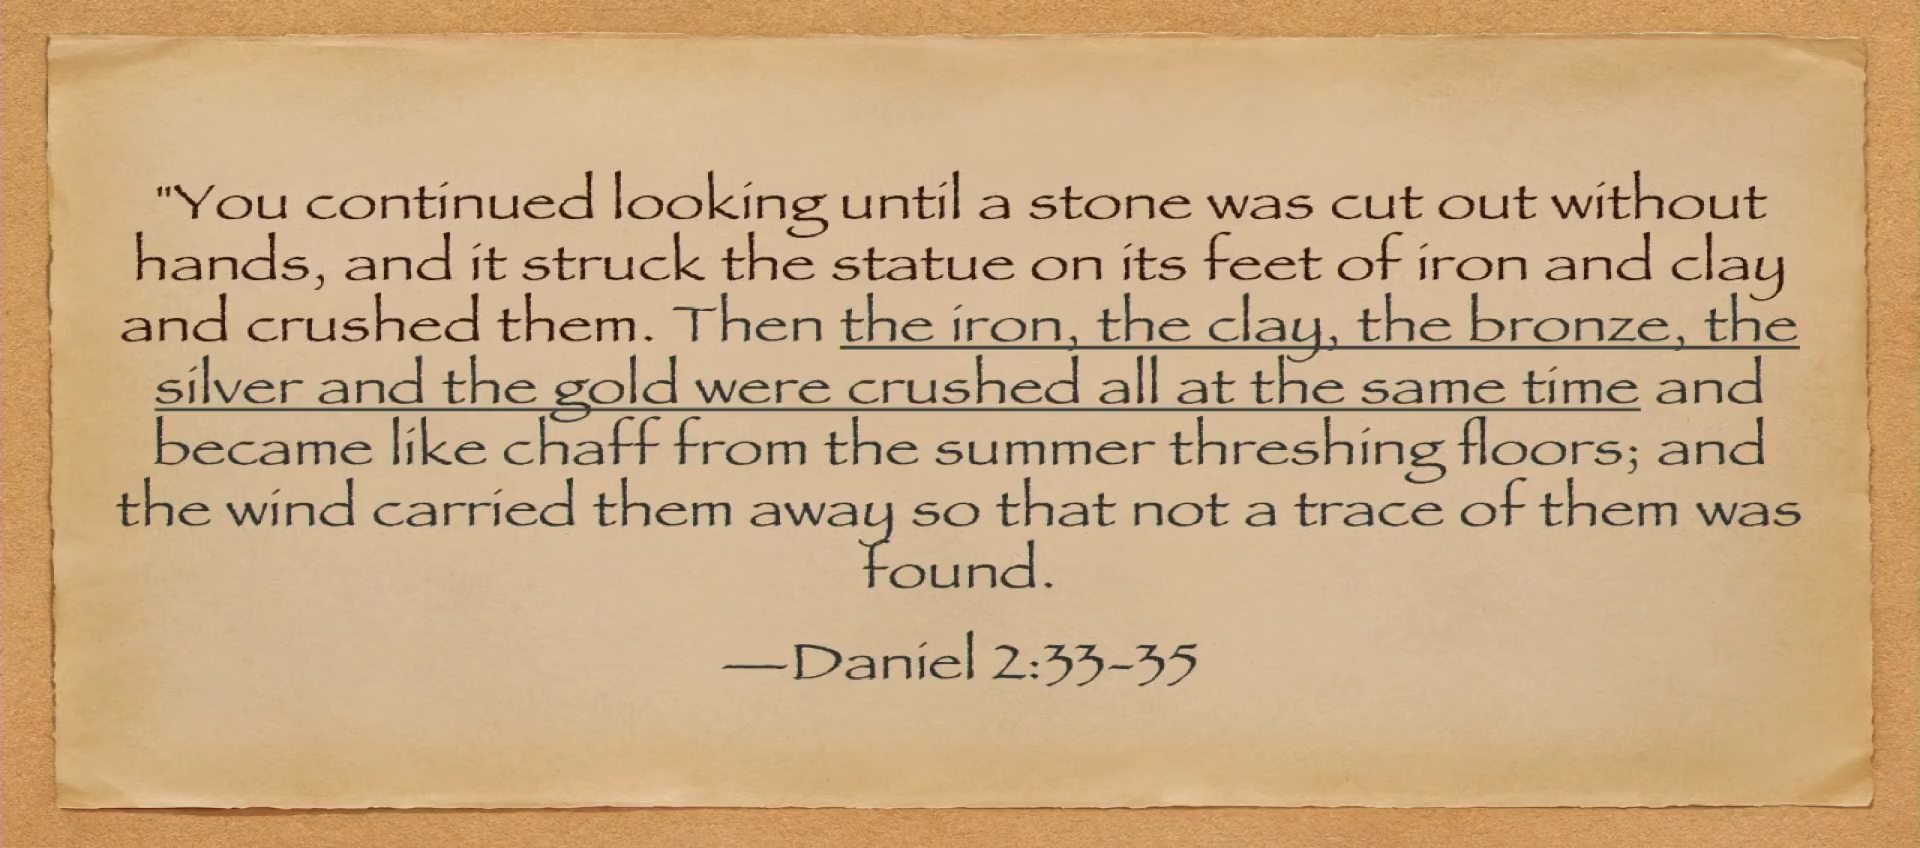 "You continued looking until a stone was cut out without
hands, and it struck the statue on its feet of iron and clay
and crushed them. Then the iron, the clay, the bronze, the
silver and the gold were crushed all at the same time and
became like chaff from the summer threshing floors; and
the wind carried them away so that not a trace of them was
found.
—Daniel 2:33-35